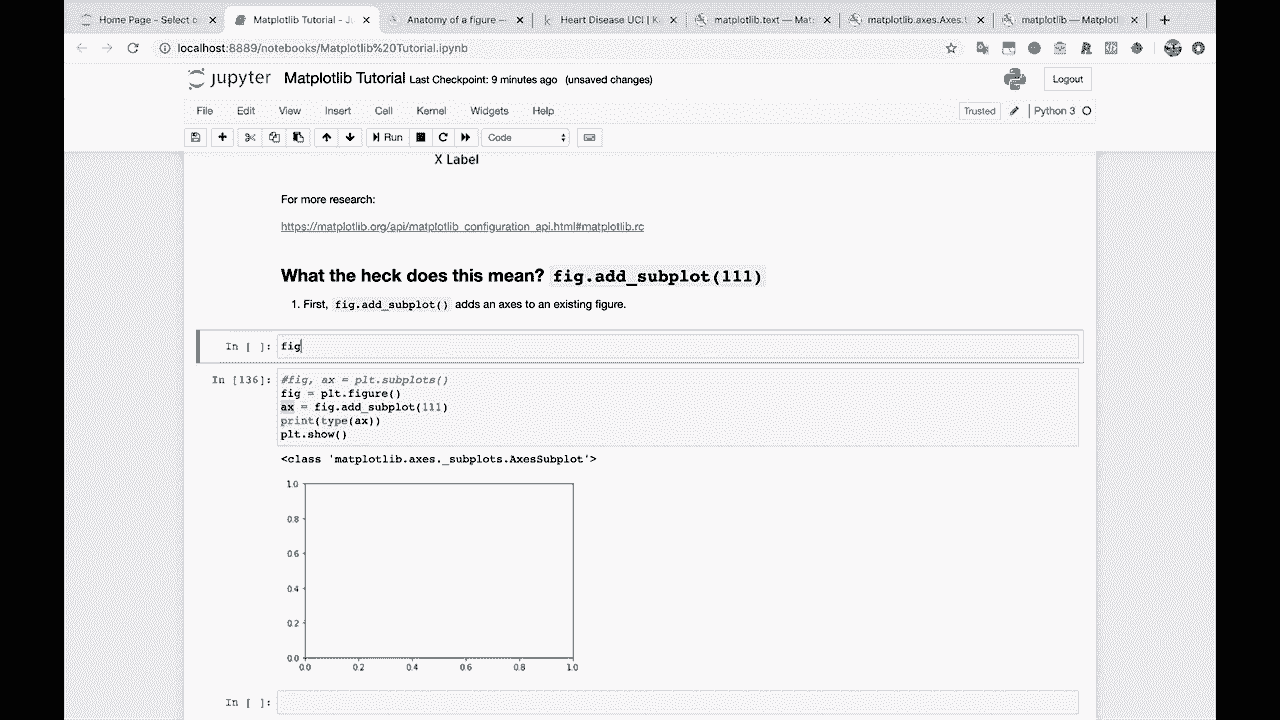 Home Page - Select o
Matplotlib Tutorial - J
Anatomy of a figure —
Heart Disease UCI | K
matplotlib.text — Mat
matplotlib.axes.Axes.
matplotlib — Matplotl
localhost:8889/notebooks/Matplotlib%20Tutorial.ipynb
jupyter Matplotlib Tutorial Last Checkpoint: 9 minutes ago (unsaved changes)
Logout
File Edit View Insert Cell Kernel Widgets Help
Trusted
Python 3
Run
Code
X Label
For more research:
https://matplotlib.org/api/matplotlib_configuration_api.html#matplotlib.rc
What the heck does this mean? fig.add_subplot(111)
1. First, fig.add_subplot() adds an axes to an existing figure.
In [ ]: fig
In [136]: #fig, ax = plt.subplots()
fig = plt.figure()
ax = fig.add_subplot(111)
print(type(ax))
plt.show()
<class 'matplotlib.axes._subplots.AxesSubplot'>
1.0
0.8
0.6
0.4
0.2
0.0
0.0 0.2 0.4 0.6 0.8 1.0
In [ ]: